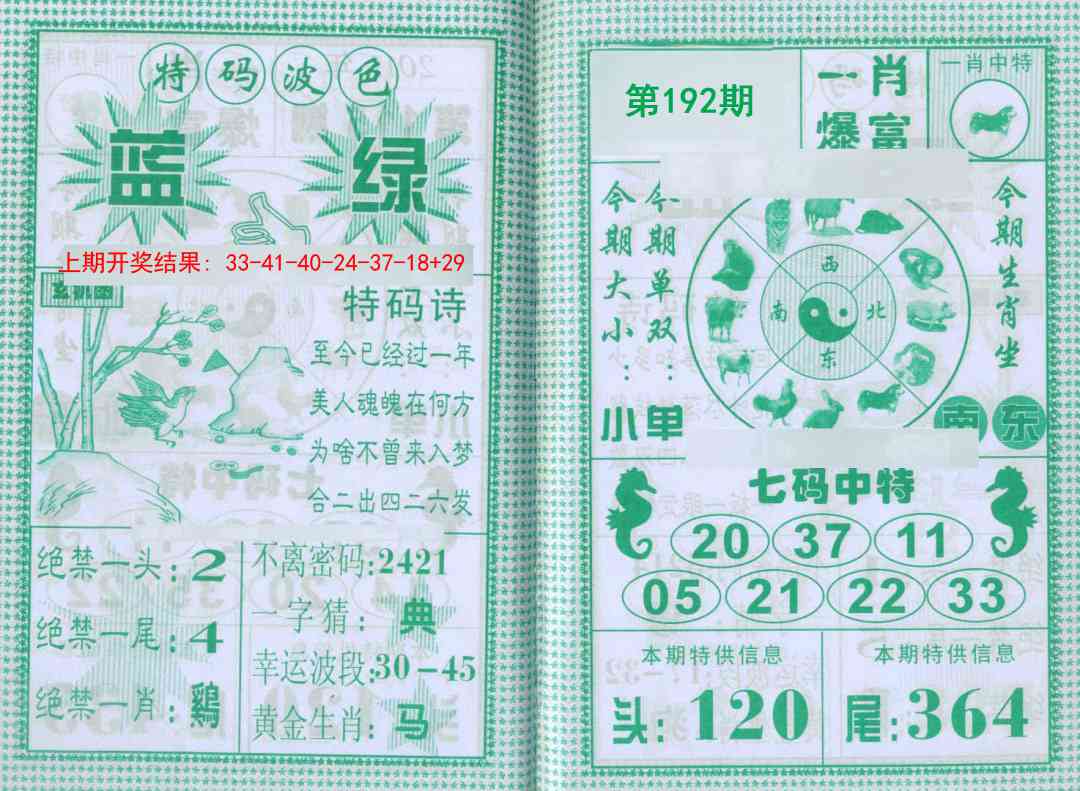 特码波色
蓝 绿
上期开奖结果: 33-41-40-24-37-18+29
玄机图
特码诗
至今已经过一年
美人魂魄在何方
为啥不曾来入梦
合二出四二六发
绝禁一头:2
绝禁一尾:4
绝禁一肖:鷄
不离密码:2421
一字猜:典
幸运波段:30-45
黄金生肖:马
第192期
一肖
爆富
一肖中特
今期大小:小
今期单双:单
西
南 北
东
今期生肖坐
南东
七码中特
20 37 11
05 21 22 33
本期特供信息
头:120
本期特供信息
尾:364